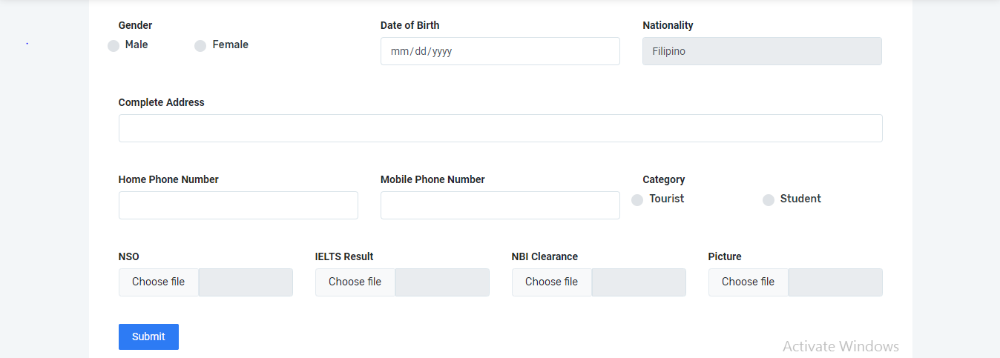 Gender Date of Birth Nationality
Male Female mm/dd/yyyy Filipino
Complete Address
Home Phone Number Mobile Phone Number Category
Tourist Student
NSO IELTS Result NBI Clearance Picture
Choose file Choose file Choose file Choose file
Submit
Activate Windows